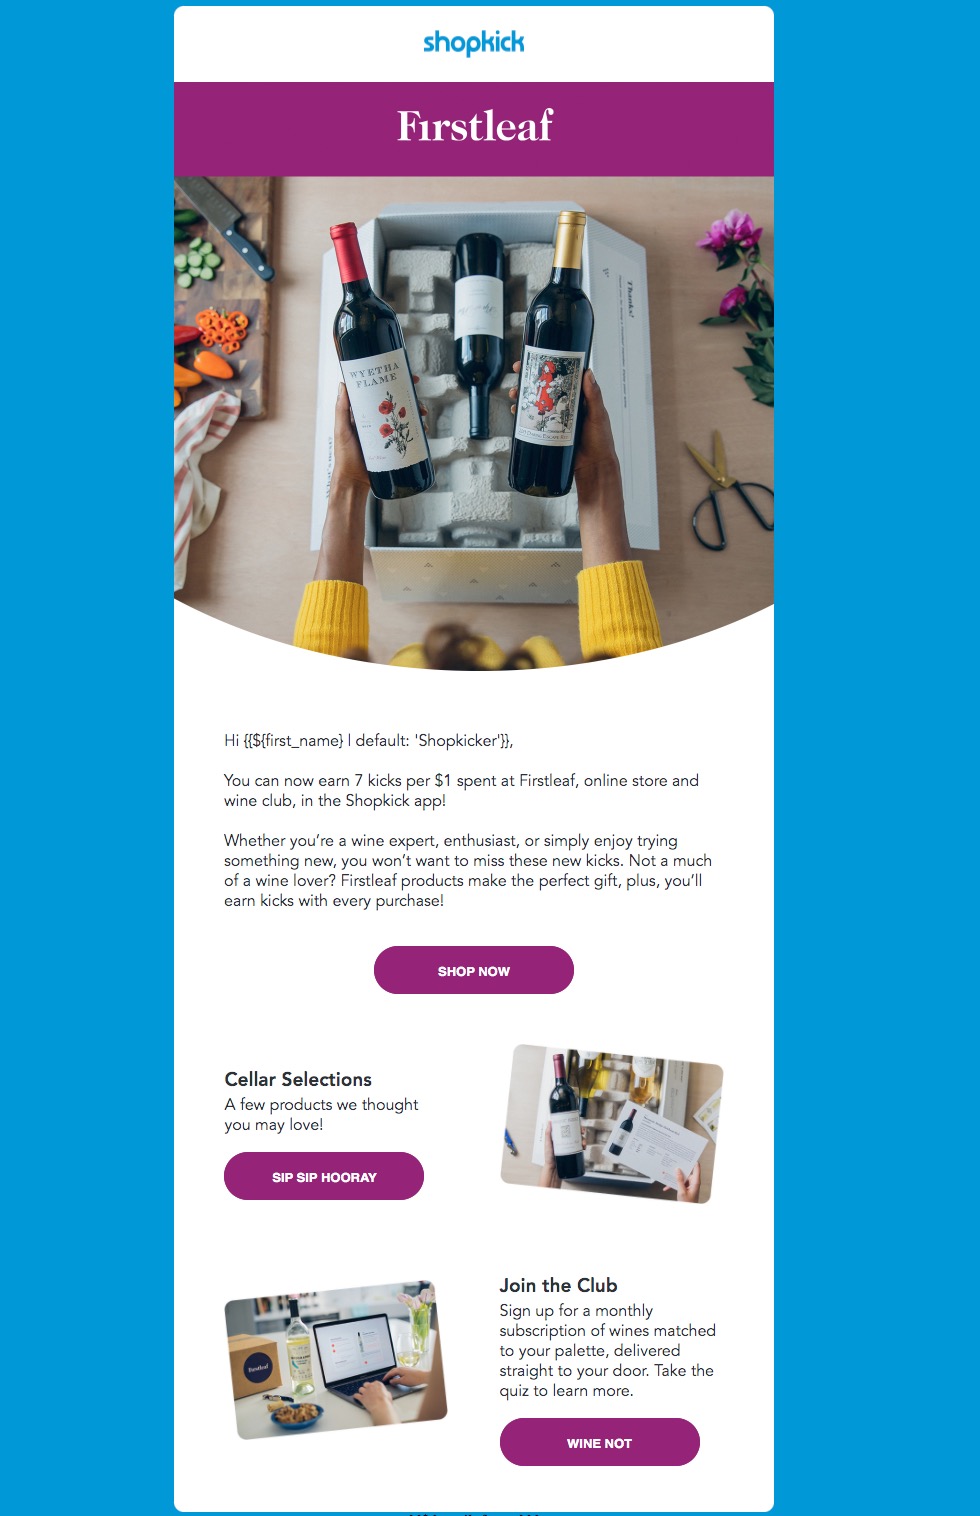 shopkick
Firstleaf
Thanks!
WYETHA
FLAME
Hi {{${first_name} | default: 'Shopkicker'}},
You can now earn 7 kicks per $1 spent at Firstleaf, online store and
wine club, in the Shopkick app!
Whether you’re a wine expert, enthusiast, or simply enjoy trying
something new, you won’t want to miss these new kicks. Not a much
of a wine lover? Firstleaf products make the perfect gift, plus, you’ll
earn kicks with every purchase!
SHOP NOW
Cellar Selections
A few products we thought
you may love!
SIP SIP HOORAY
Join the Club
Sign up for a monthly
subscription of wines matched
to your palette, delivered
straight to your door. Take the
quiz to learn more.
WINE NOT
Firstleaf